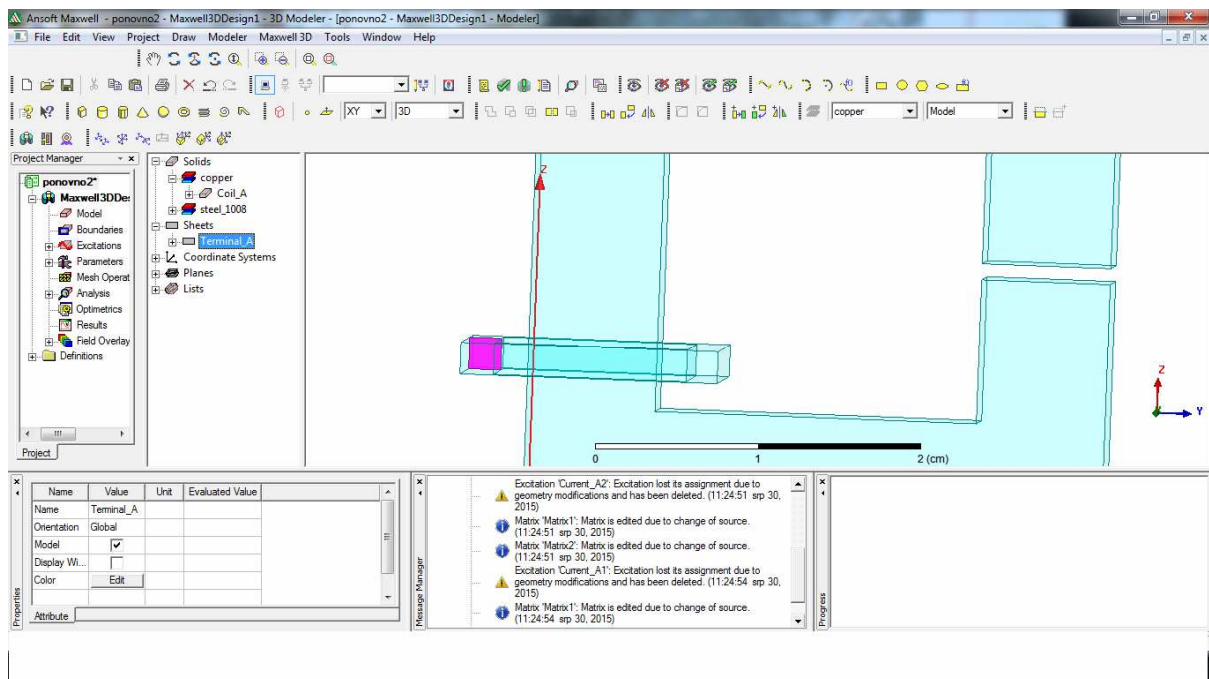 Ansoft Maxwell - ponovno2 - Maxwell3DDesign1 - 3D Modeler - [ponovno2 - Maxwell3DDesign1 - Modeler]
File Edit View Project Draw Modeler Maxwell 3D Tools Window Help
XY 3D copper Model
Project Manager
ponovno2*
Maxwell3DDe:
Model
Boundaries
Excitations
Parameters
Mesh Operat
Analysis
Optimetrics
Results
Field Overlay
Definitions
Project
Solids
copper
Coil_A
steel_1008
Sheets
Terminal_A
Coordinate Systems
Planes
Lists
Z
Z
Y
0 1 2 (cm)
Properties
Name Value Unit Evaluated Value
Name Terminal_A
Orientation Global
Model
Display Wi...
Color Edit
Attribute
Message Manager
Excitation 'Current_A2': Excitation lost its assignment due to
geometry modifications and has been deleted. (11:24:51 srp 30,
2015)
Matrix 'Matrix1': Matrix is edited due to change of source.
(11:24:51 srp 30, 2015)
Matrix 'Matrix2': Matrix is edited due to change of source.
(11:24:51 srp 30, 2015)
Excitation 'Current_A1': Excitation lost its assignment due to
geometry modifications and has been deleted. (11:24:54 srp 30,
2015)
Matrix 'Matrix1': Matrix is edited due to change of source.
(11:24:54 srp 30, 2015)
Progress